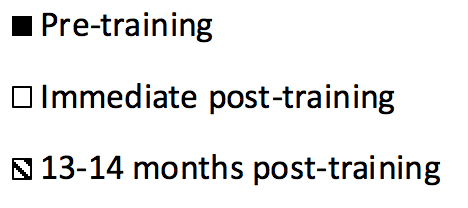 Pre-training
Immediate post-training
13-14 months post-training